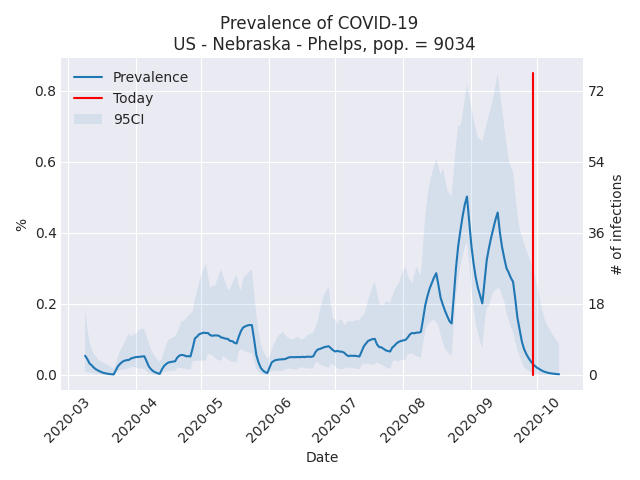 Prevalence of COVID-19
US - Nebraska - Phelps, pop. = 9034
Prevalence
Today
95CI
0.8
0.6
0.4
0.2
0.0
%
72
54
36
18
0
# of infections
2020-03
2020-04
2020-05
2020-06
2020-07
2020-08
2020-09
2020-10
Date